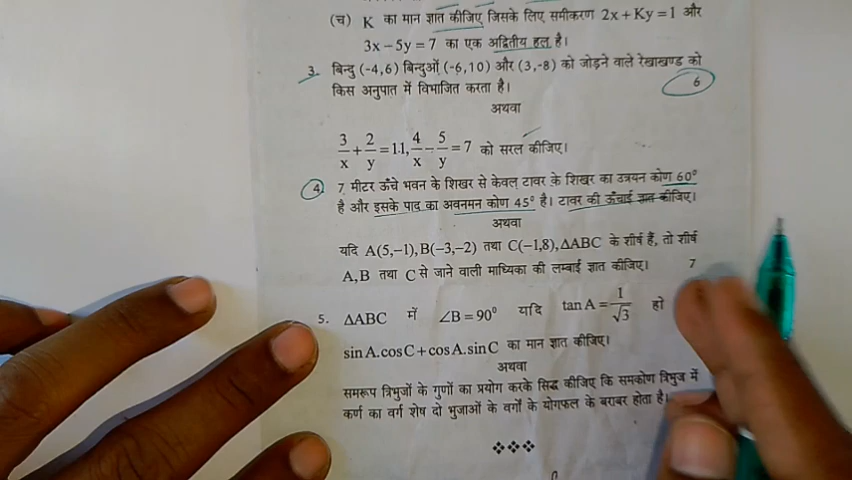 (च) K का मान ज्ञात कीजिए जिसके लिए समीकरण 2x + Ky = 1 और
3x – 5y = 7 का एक अद्वितीय हल है।
3. बिन्दु (-4,6) बिन्दुओं (-6,10) और (3,-8) को जोड़ने वाले रेखाखण्ड को
किस अनुपात में विभाजित करता है। 6
अथवा
3/x + 2/y = 11, 4/x – 5/y = 7 को सरल कीजिए।
4. 7 मीटर ऊँचे भवन के शिखर से केवल टावर के शिखर का उन्नयन कोण 60°
है और इसके पाद का अवनमन कोण 45° है। टावर की ऊँचाई ज्ञात कीजिए।
अथवा
यदि A(5,–1), B(–3,–2) तथा C(–1,8), ΔABC के शीर्ष हैं, तो शीर्ष
A,B तथा C से जाने वाली माध्यिका की लम्बाई ज्ञात कीजिए। 7
5. ΔABC में ∠B = 90° यदि tan A = 1/√3 हो
sin A.cos C + cos A.sin C का मान ज्ञात कीजिए।
अथवा
समरूप त्रिभुजों के गुणों का प्रयोग करके सिद्ध कीजिए कि समकोण त्रिभुज में
कर्ण का वर्ग शेष दो भुजाओं के वर्गों के योगफल के बराबर होता है।